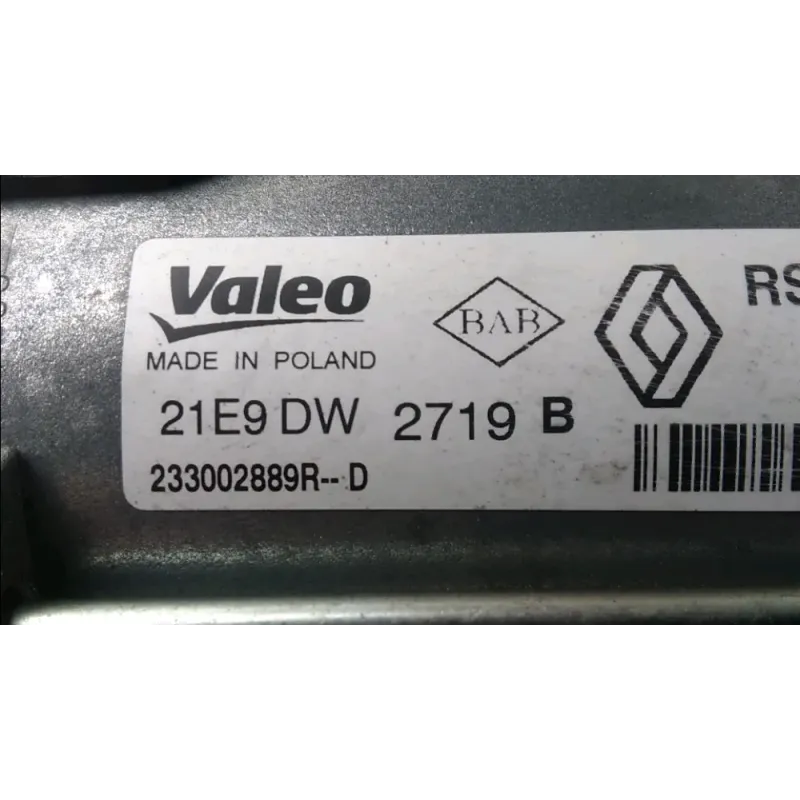 Valeo
MADE IN POLAND
BAB
RS
21E9 DW 2719 B
233002889R-- D